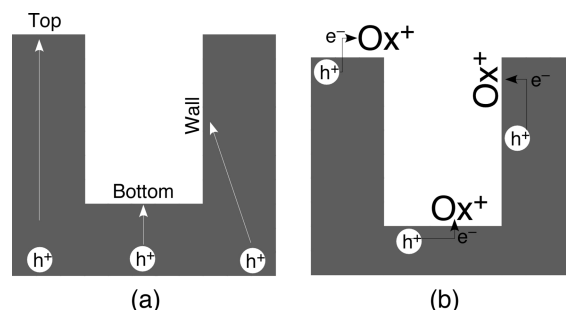 Top
Wall
Bottom
h⁺
h⁺
h⁺
(a)
e⁻ Ox⁺
h⁺
Ox⁺
e⁻
h⁺
Ox⁺
h⁺
e⁻
(b)